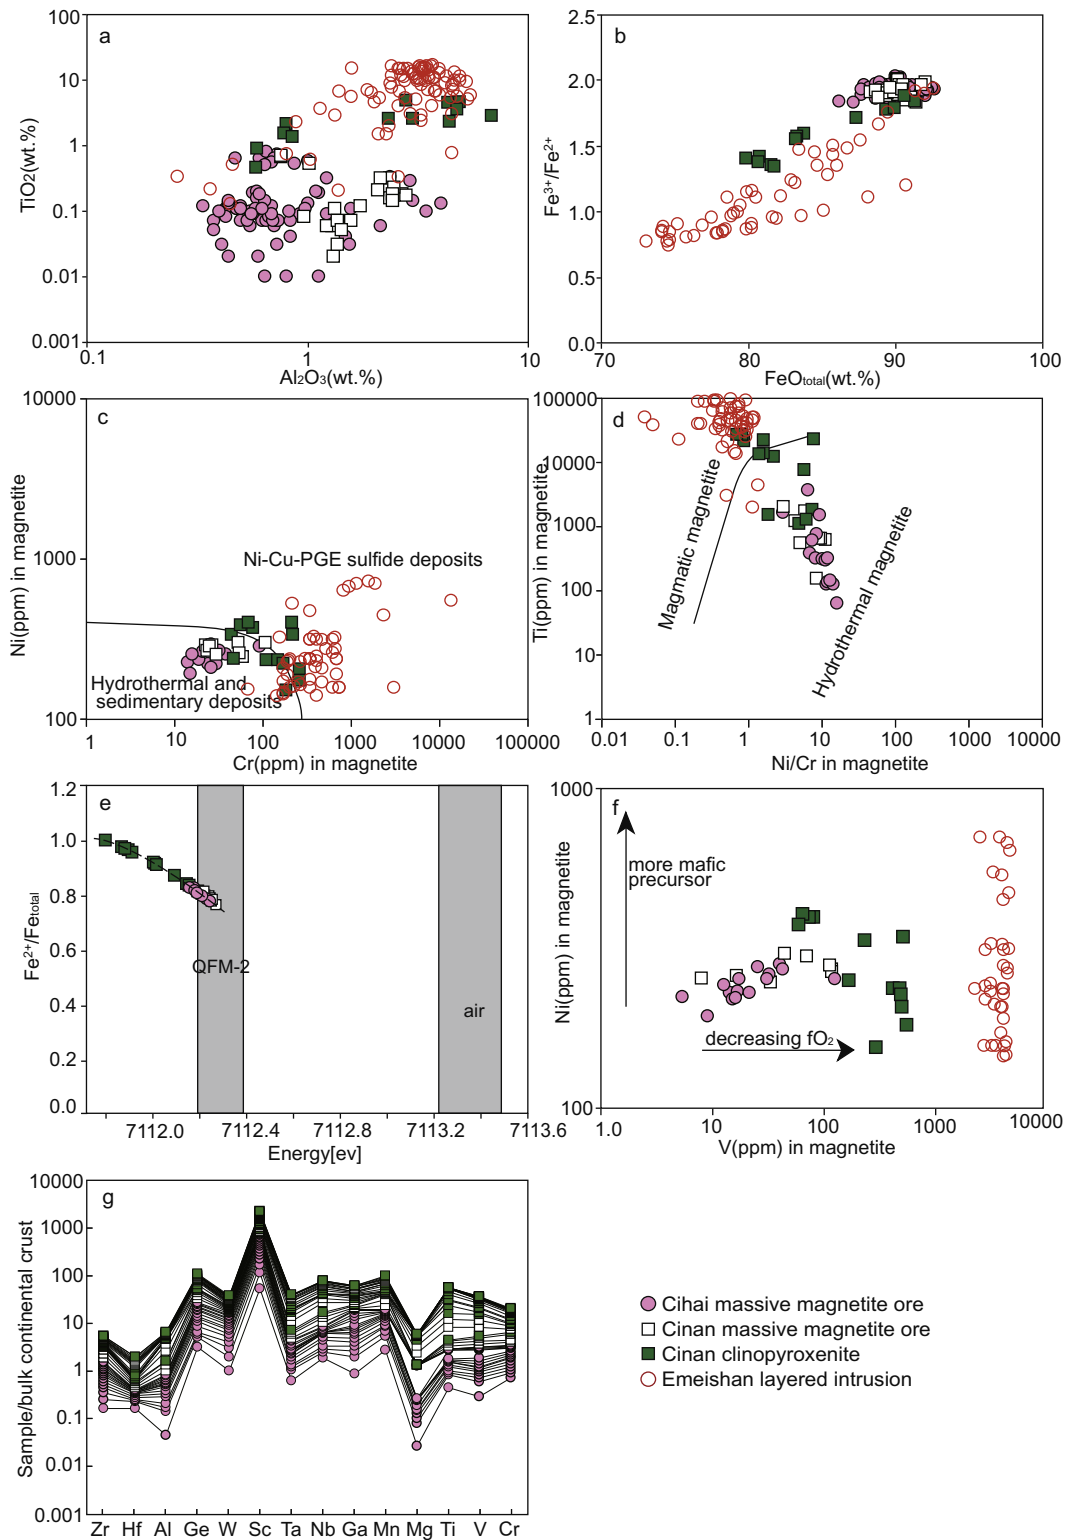 a
TiO2(wt.%)
100
10
1
0.1
0.01
0.001
0.1
1
10
Al2O3(wt.%)
b
Fe3+/Fe2+
2.5
2.0
1.5
1.0
0.5
0.0
70
80
90
100
FeOtotal(wt.%)
c
Ni(ppm) in magnetite
10000
1000
100
Ni-Cu-PGE sulfide deposits
Hydrothermal and
sedimentary deposits
1
10
100
1000
10000
100000
Cr(ppm) in magnetite
d
Ti(ppm) in magnetite
100000
10000
1000
100
10
1
Magmatic magnetite
Hydrothermal magnetite
0.01
0.1
1
10
100
1000
Ni/Cr in magnetite
e
Fe2+/Fetotal
1.2
1.0
0.8
0.6
0.4
0.2
0.0
QFM-2
air
7112.0
7112.4
7112.8
7113.2
7113.6
Energy[ev]
f
Ni(ppm) in magnetite
1000
100
more mafic
precursor
decreasing fO2
1.0
10
100
1000
10000
V(ppm) in magnetite
g
Sample/bulk continental crust
10000
1000
100
10
1
0.1
0.01
0.001
Zr Hf Al Ge W Sc Ta Nb Ga Mn Mg Ti V Cr
Cihai massive magnetite ore
Cinan massive magnetite ore
Cinan clinopyroxenite
Emeishan layered intrusion